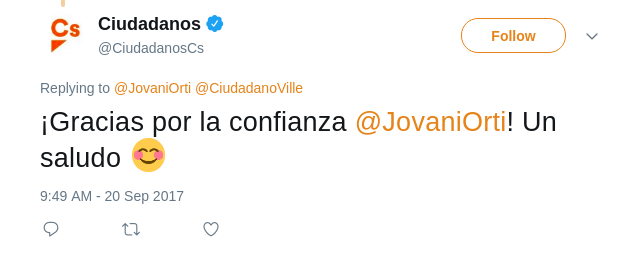 Cs
Ciudadanos
@CiudadanosCs
Follow
Replying to @JovaniOrti @CiudadanoVille
¡Gracias por la confianza @JovaniOrti! Un
saludo 😊
9:49 AM - 20 Sep 2017